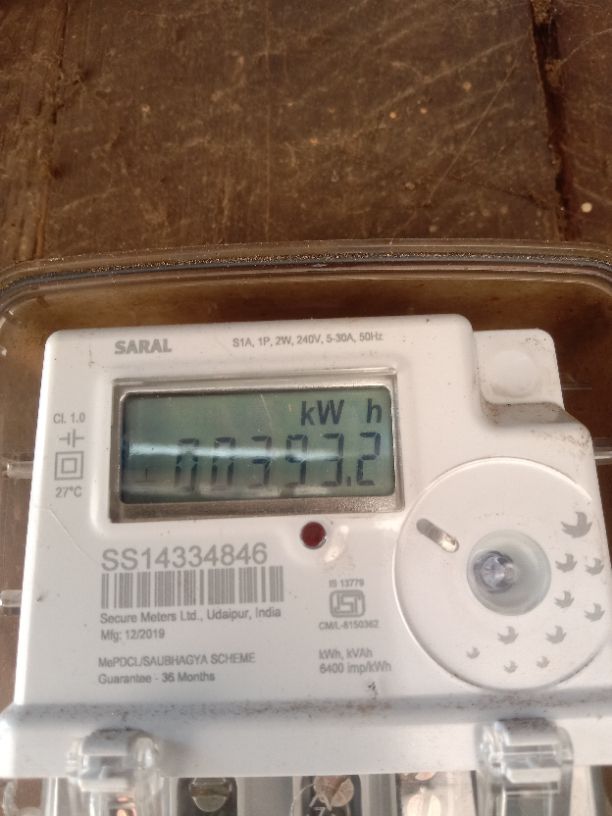 SARAL
S1A, 1P, 2W, 240V, 5-30A, 50Hz
kW h
00393.2
Cl. 1.0
27°C
SS14334846
Secure Meters Ltd., Udaipur, India
Mfg: 12/2019
MePDCL/SAUBHAGYA SCHEME
Guarantee - 36 Months
IS 13779
ISI
CM/L-8150362
kWh, kVAh
6400 imp/kWh